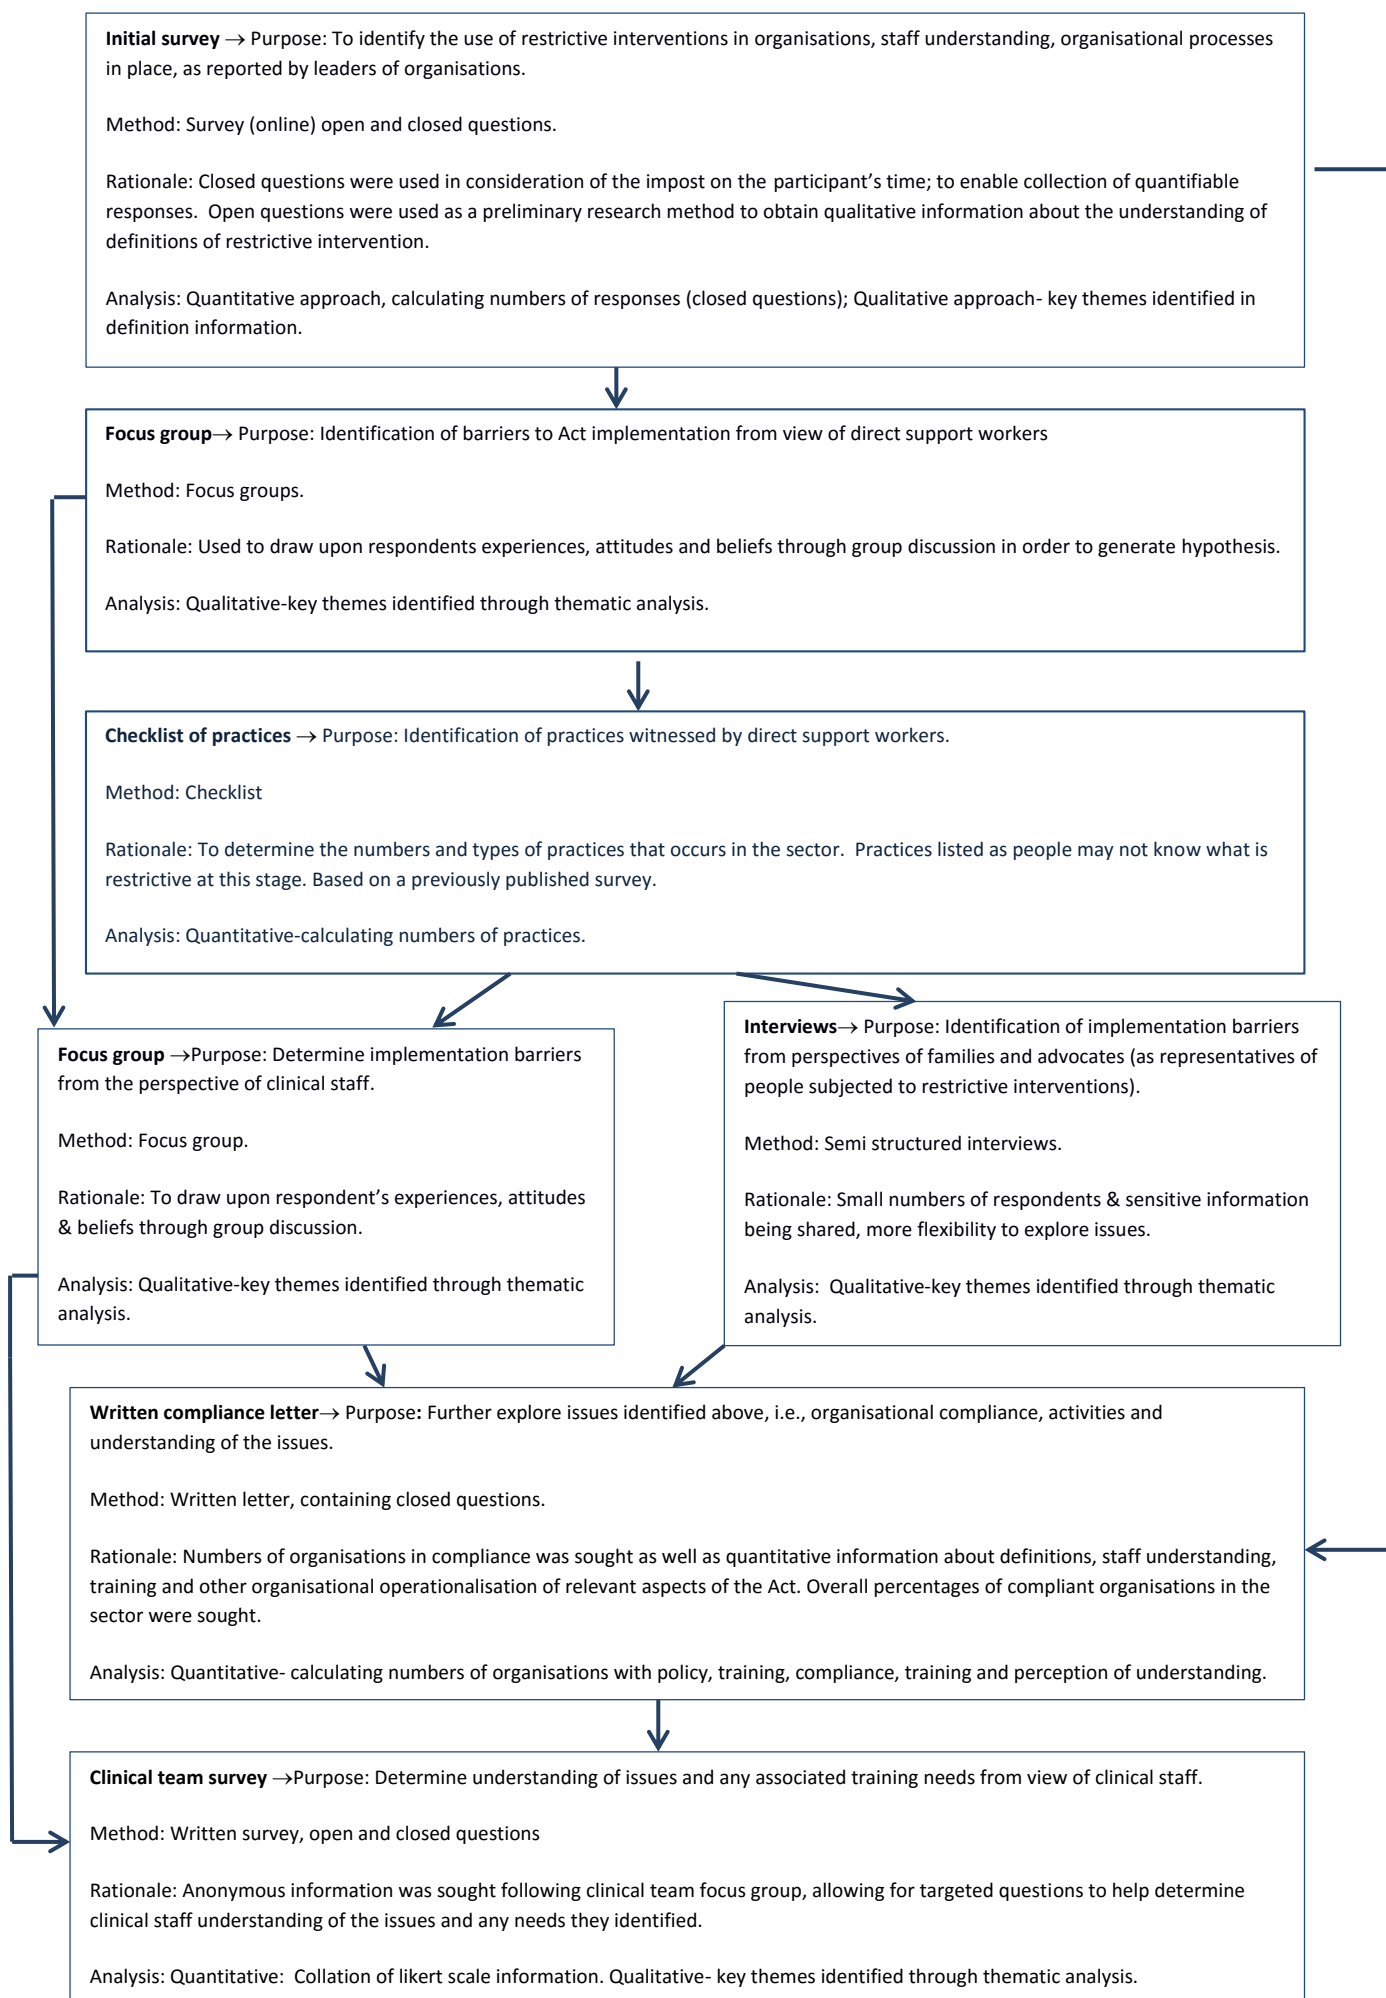 Initial survey → Purpose: To identify the use of restrictive interventions in organisations, staff understanding, organisational processes
in place, as reported by leaders of organisations.
Method: Survey (online) open and closed questions.
Rationale: Closed questions were used in consideration of the impost on the participant’s time; to enable collection of quantifiable
responses.  Open questions were used as a preliminary research method to obtain qualitative information about the understanding of
definitions of restrictive intervention.
Analysis: Quantitative approach, calculating numbers of responses (closed questions); Qualitative approach- key themes identified in
definition information.
Focus group→ Purpose: Identification of barriers to Act implementation from view of direct support workers
Method: Focus groups.
Rationale: Used to draw upon respondents experiences, attitudes and beliefs through group discussion in order to generate hypothesis.
Analysis: Qualitative-key themes identified through thematic analysis.
Checklist of practices → Purpose: Identification of practices witnessed by direct support workers.
Method: Checklist
Rationale: To determine the numbers and types of practices that occurs in the sector.  Practices listed as people may not know what is
restrictive at this stage. Based on a previously published survey.
Analysis: Quantitative-calculating numbers of practices.
Focus group →Purpose: Determine implementation barriers
from the perspective of clinical staff.
Method: Focus group.
Rationale: To draw upon respondent’s experiences, attitudes
& beliefs through group discussion.
Analysis: Qualitative-key themes identified through thematic
analysis.
Interviews→ Purpose: Identification of implementation barriers
from perspectives of families and advocates (as representatives of
people subjected to restrictive interventions).
Method: Semi structured interviews.
Rationale: Small numbers of respondents & sensitive information
being shared, more flexibility to explore issues.
Analysis:  Qualitative-key themes identified through thematic
analysis.
Written compliance letter→ Purpose: Further explore issues identified above, i.e., organisational compliance, activities and
understanding of the issues.
Method: Written letter, containing closed questions.
Rationale: Numbers of organisations in compliance was sought as well as quantitative information about definitions, staff understanding,
training and other organisational operationalisation of relevant aspects of the Act. Overall percentages of compliant organisations in the
sector were sought.
Analysis: Quantitative- calculating numbers of organisations with policy, training, compliance, training and perception of understanding.
Clinical team survey →Purpose: Determine understanding of issues and any associated training needs from view of clinical staff.
Method: Written survey, open and closed questions
Rationale: Anonymous information was sought following clinical team focus group, allowing for targeted questions to help determine
clinical staff understanding of the issues and any needs they identified.
Analysis: Quantitative:  Collation of likert scale information. Qualitative- key themes identified through thematic analysis.